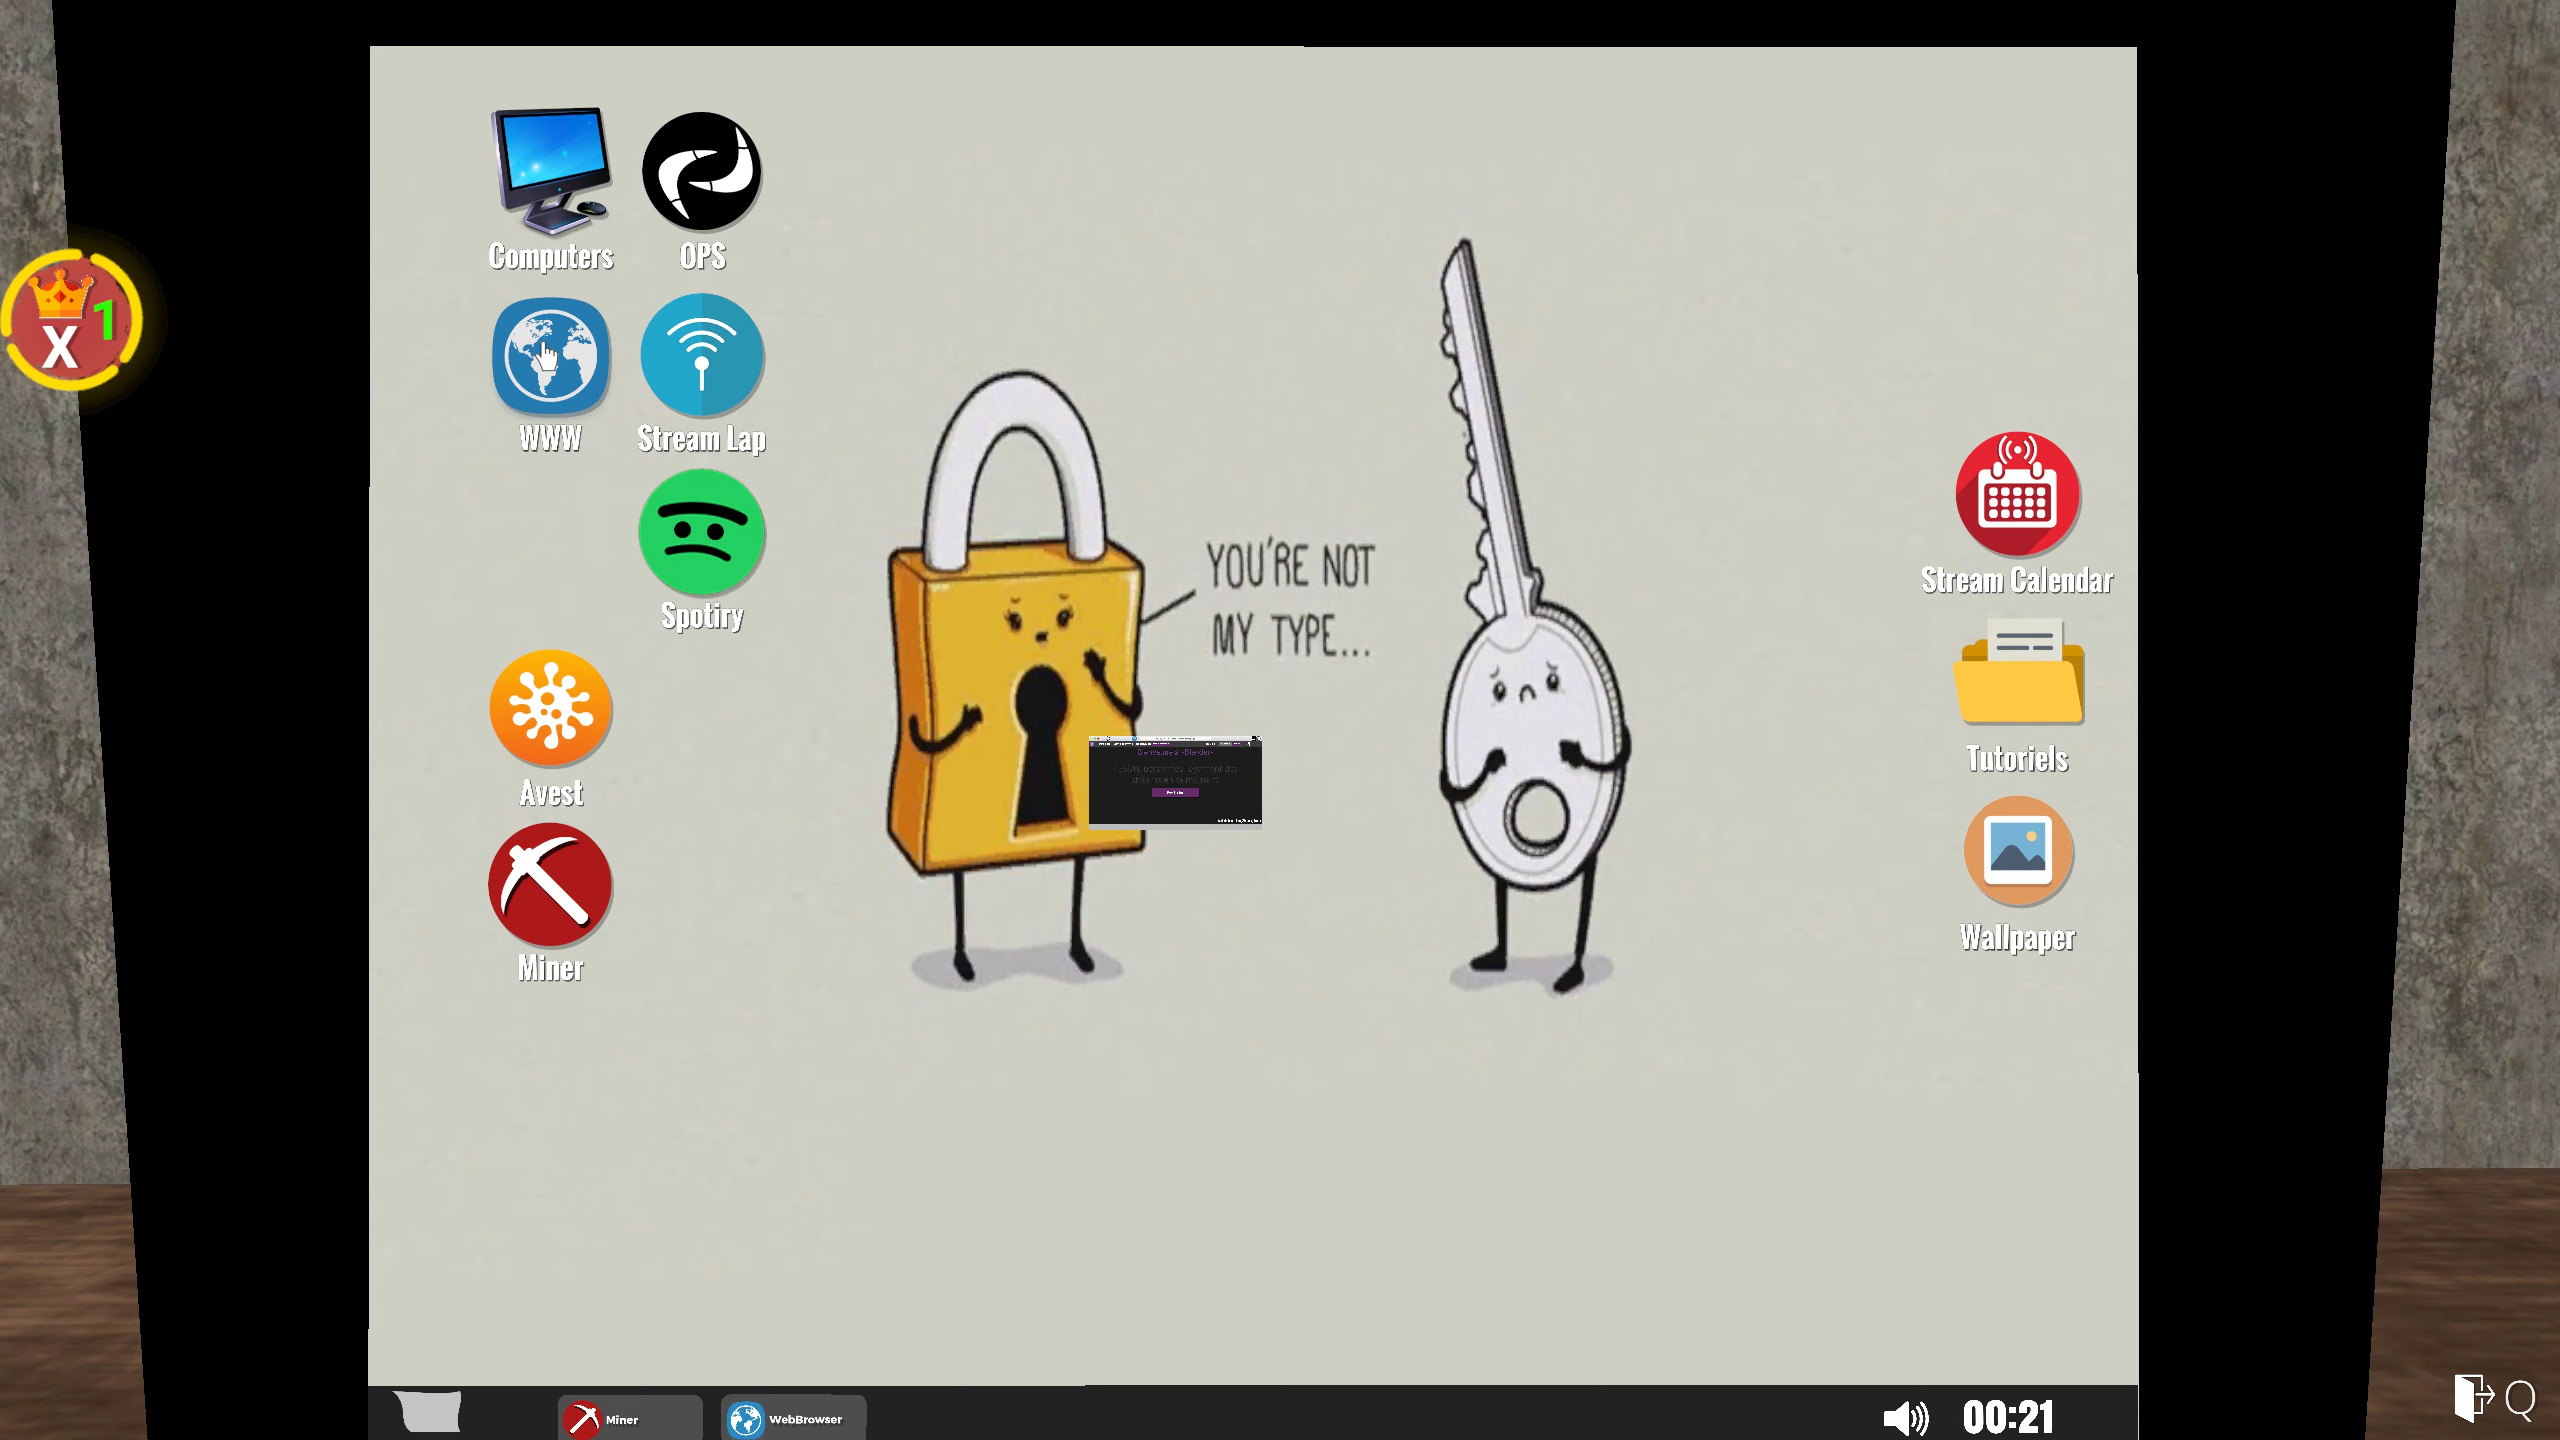 Computers
OPS
WWW
Stream Lap
Spotiry
Avest
Miner
X 1
YOU'RE NOT
MY TYPE...
Stream Calendar
Tutoriels
Wallpaper
Miner
WebBrowser
00:21
Q